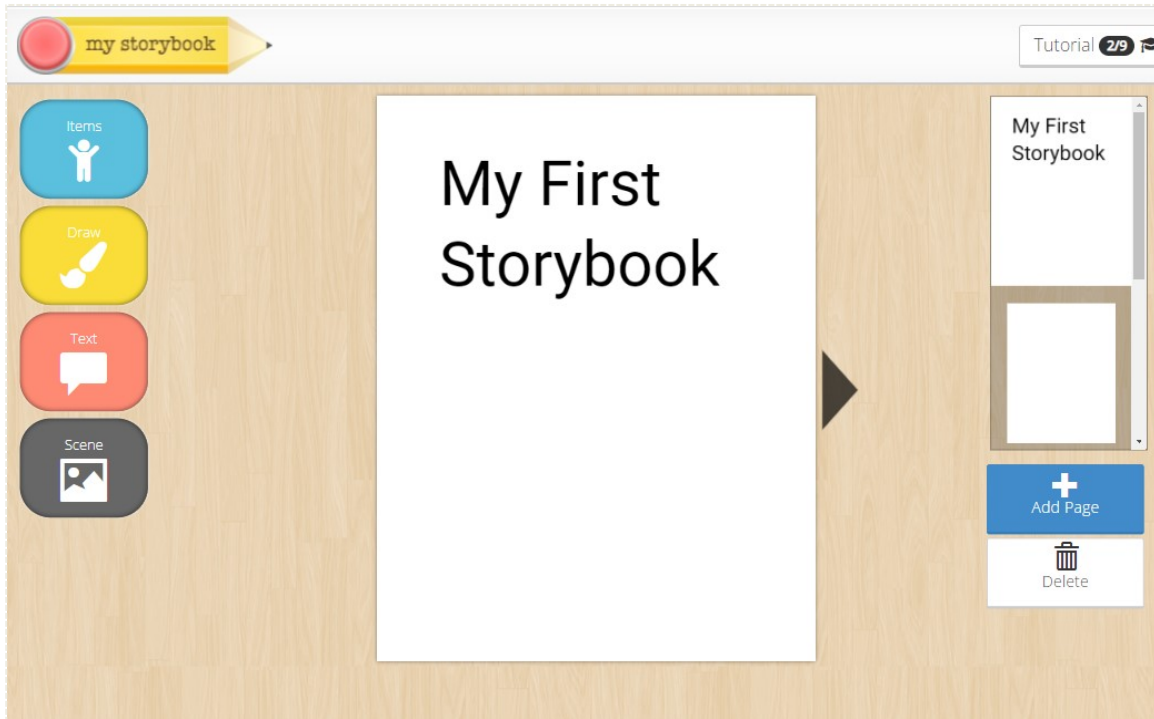 my storybook
Tutorial 2/9
Items
Draw
Text
Scene
My First
Storybook
My First
Storybook
Add Page
Delete